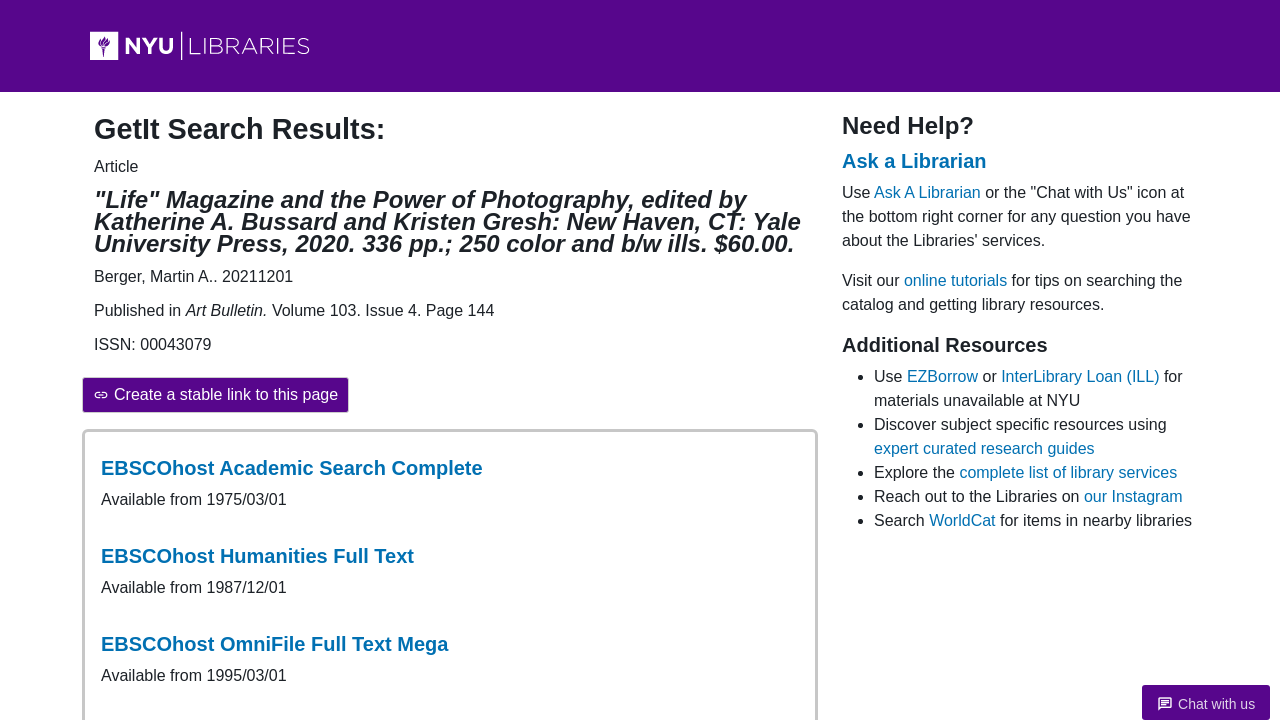 NYU LIBRARIES
GetIt Search Results:
Article
"Life" Magazine and the Power of Photography, edited by
Katherine A. Bussard and Kristen Gresh: New Haven, CT: Yale
University Press, 2020. 336 pp.; 250 color and b/w ills. $60.00.
Berger, Martin A.. 20211201
Published in Art Bulletin. Volume 103. Issue 4. Page 144
ISSN: 00043079
Create a stable link to this page
EBSCOhost Academic Search Complete
Available from 1975/03/01
EBSCOhost Humanities Full Text
Available from 1987/12/01
EBSCOhost OmniFile Full Text Mega
Available from 1995/03/01
Need Help?
Ask a Librarian
Use Ask A Librarian or the "Chat with Us" icon at
the bottom right corner for any question you have
about the Libraries' services.
Visit our online tutorials for tips on searching the
catalog and getting library resources.
Additional Resources
Use EZBorrow or InterLibrary Loan (ILL) for
materials unavailable at NYU
Discover subject specific resources using
expert curated research guides
Explore the complete list of library services
Reach out to the Libraries on our Instagram
Search WorldCat for items in nearby libraries
Chat with us